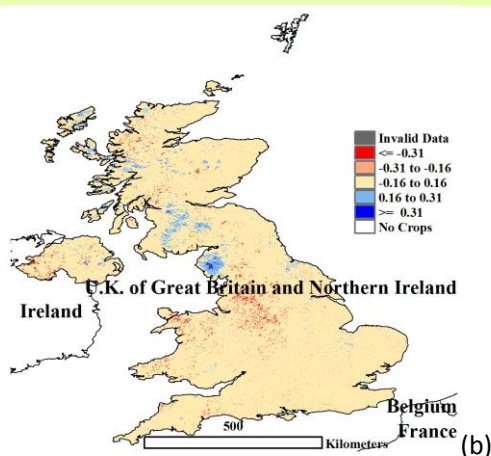 Invalid Data
<= -0.31
-0.31 to -0.16
-0.16 to 0.16
0.16 to 0.31
>= 0.31
No Crops
U.K. of Great Britain and Northern Ireland
Ireland
Belgium
France
500
Kilometers
(b)